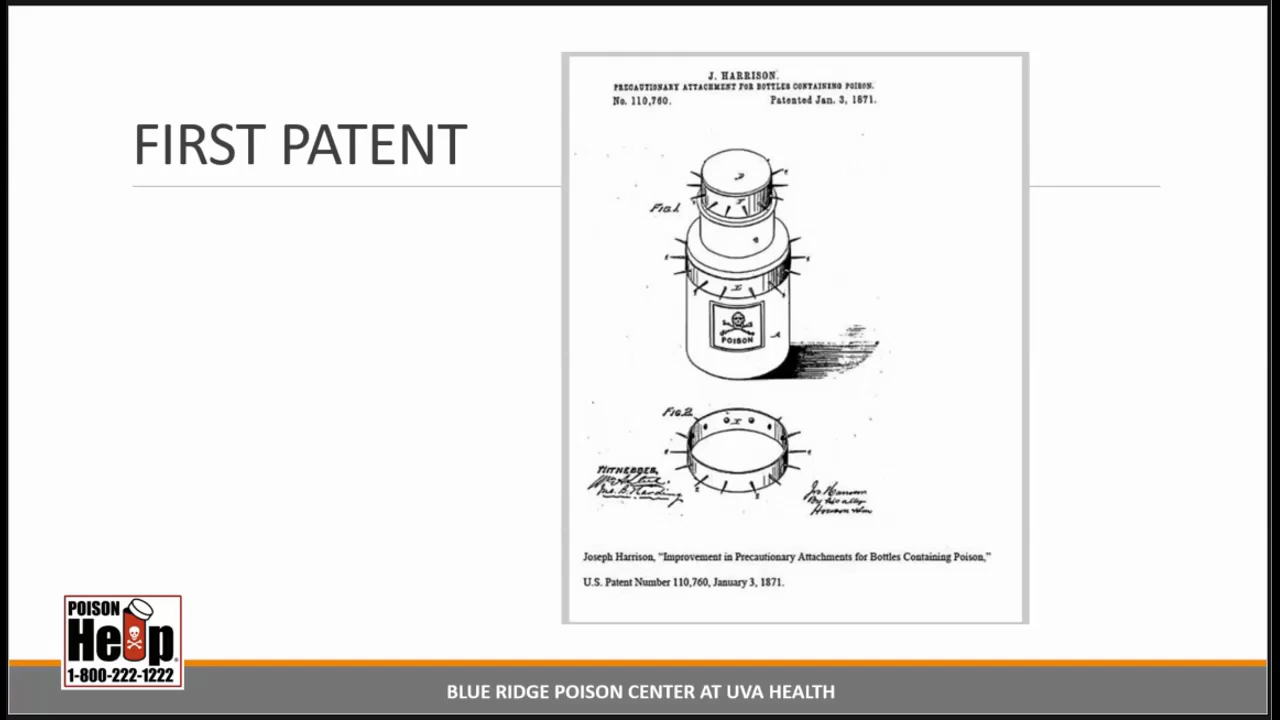 FIRST PATENT
J. HARRISON.
PRECAUTIONARY ATTACHMENT FOR BOTTLES CONTAINING POISON.
No. 110,760. Patented Jan. 3, 1871.
Fig. 1
POISON
Fig. 2
WITNESSES,
Joseph Harrison, “Improvement in Precautionary Attachments for Bottles Containing Poison,”
U.S. Patent Number 110,760, January 3, 1871.
POISON
Help
1-800-222-1222
BLUE RIDGE POISON CENTER AT UVA HEALTH